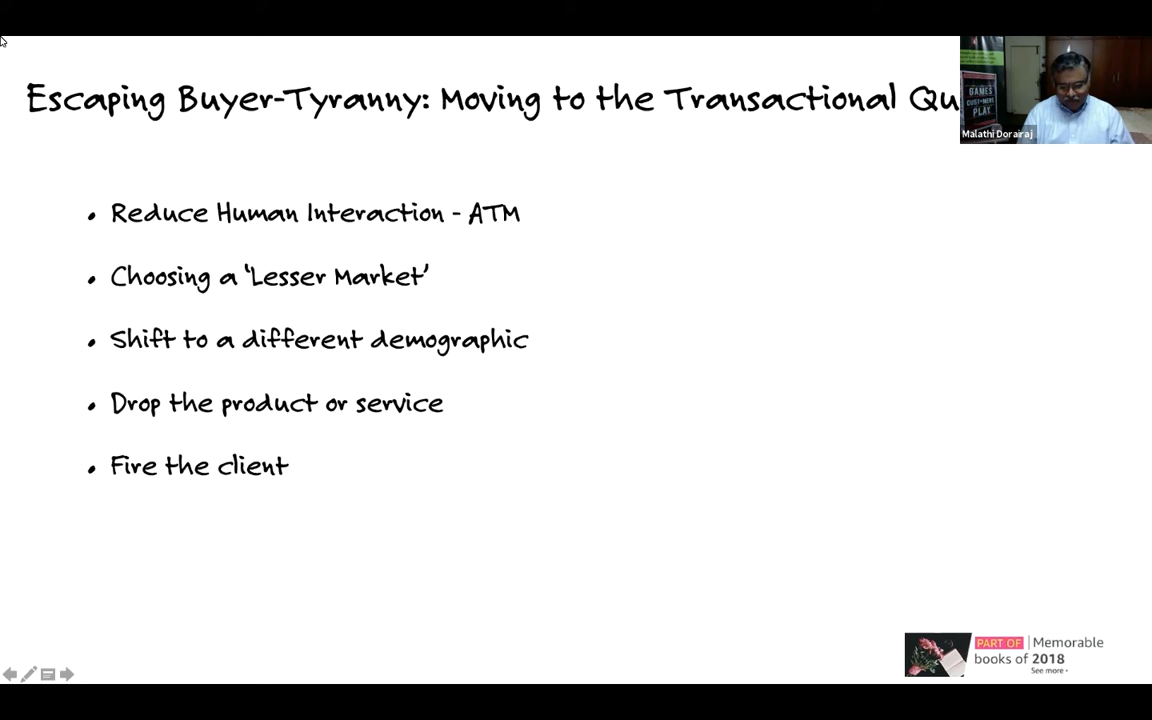 Escaping Buyer-Tyranny: Moving to the Transactional Qu
GAMES
CUSTOMERS
PLAY
Malathi Dorairaj
• Reduce Human Interaction - ATM
• Choosing a 'Lesser Market'
• Shift to a different demographic
• Drop the product or service
• Fire the client
PART OF | Memorable
books of 2018
See more